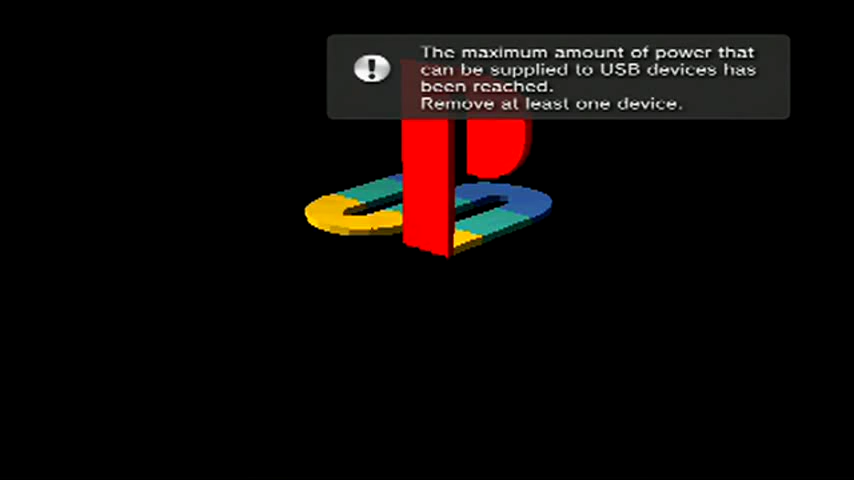 The maximum amount of power that
can be supplied to USB devices has
been reached.
Remove at least one device.